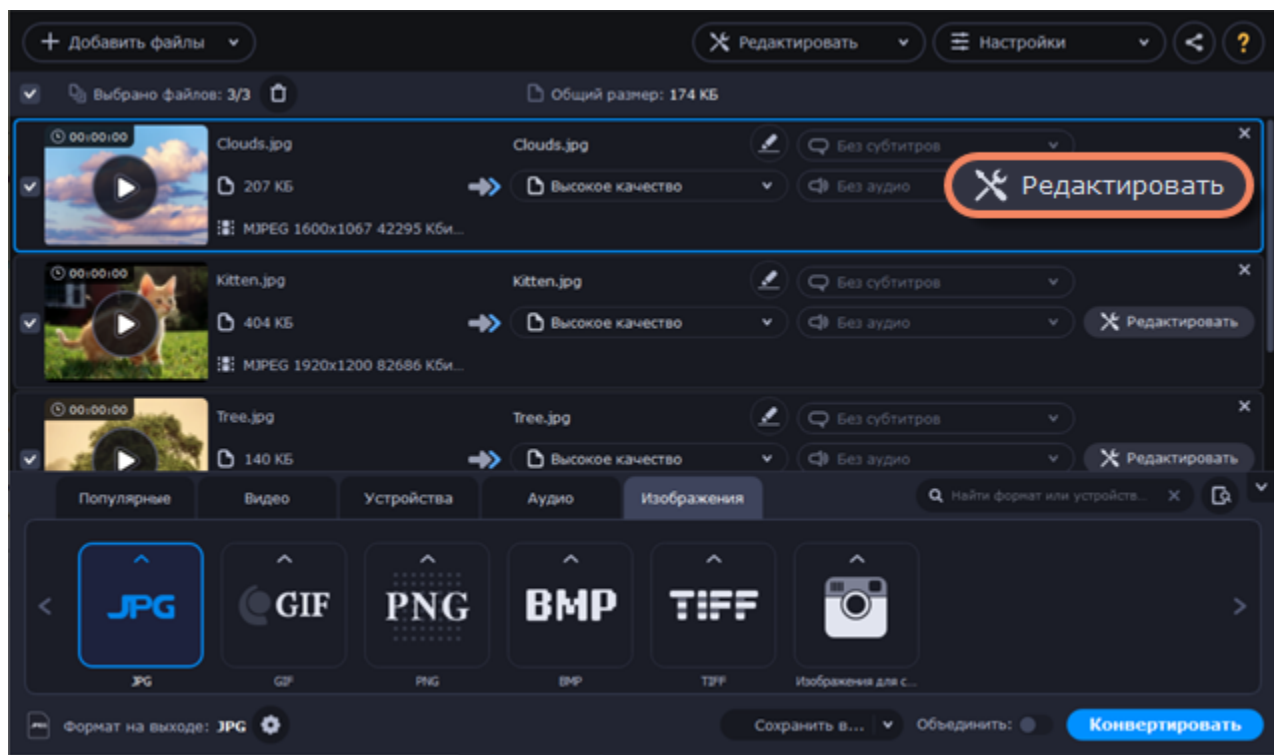 + Добавить файлы
Редактировать
Настройки
?
Выбрано файлов: 3/3
Общий размер: 174 КБ
00:00:00
Clouds.jpg
Clouds.jpg
Без субтитров
207 КБ
Высокое качество
Без аудио
Редактировать
MJPEG 1600x1067 42295 Кби...
00:00:00
Kitten.jpg
Kitten.jpg
Без субтитров
404 КБ
Высокое качество
Без аудио
Редактировать
MJPEG 1920x1200 82686 Кби...
00:00:00
Tree.jpg
Tree.jpg
Без субтитров
140 КБ
Высокое качество
Без аудио
Редактировать
Популярные
Видео
Устройства
Аудио
Изображения
Найти формат или устройств...
JPG
GIF
PNG
BMP
TIFF
JPG
GIF
PNG
BMP
TIFF
Изображения для с...
Формат на выходе: JPG
Сохранить в...
Объединить:
Конвертировать